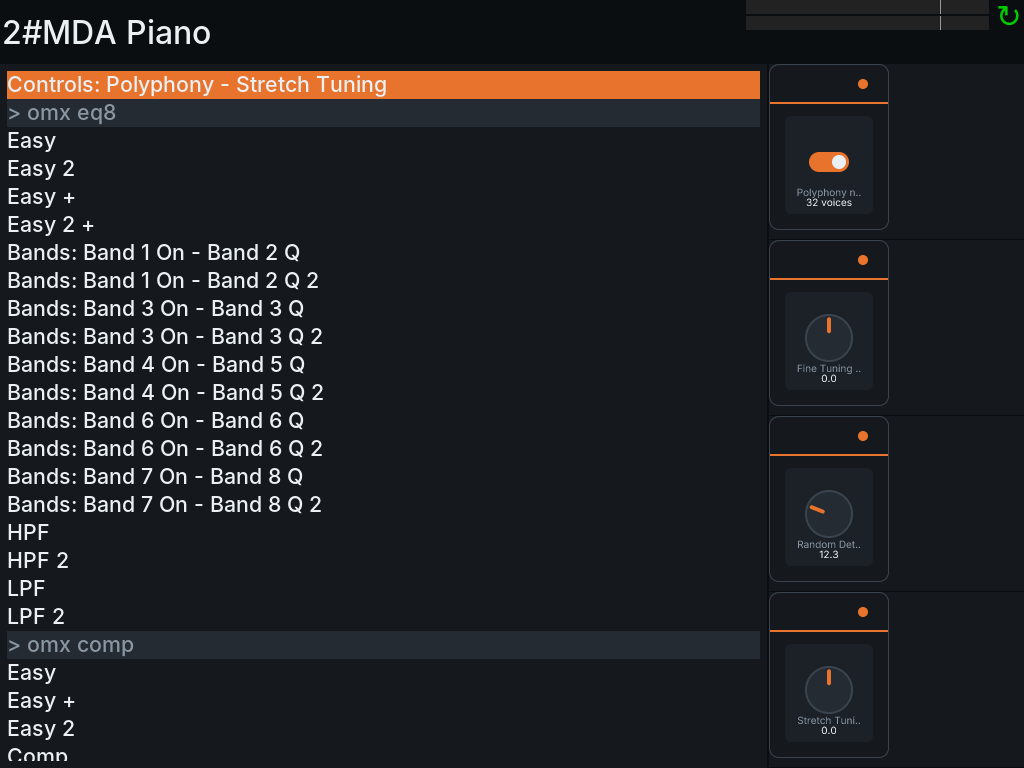 2#MDA Piano
Controls: Polyphony - Stretch Tuning
> omx eq8
Easy
Easy 2
Easy +
Easy 2 +
Bands: Band 1 On - Band 2 Q
Bands: Band 1 On - Band 2 Q 2
Bands: Band 3 On - Band 3 Q
Bands: Band 3 On - Band 3 Q 2
Bands: Band 4 On - Band 5 Q
Bands: Band 4 On - Band 5 Q 2
Bands: Band 6 On - Band 6 Q
Bands: Band 6 On - Band 6 Q 2
Bands: Band 7 On - Band 8 Q
Bands: Band 7 On - Band 8 Q 2
HPF
HPF 2
LPF
LPF 2
> omx comp
Easy
Easy +
Easy 2
Comp
Polyphony n..
32 voices
Fine Tuning ..
0.0
Random Det..
12.3
Stretch Tuni..
0.0